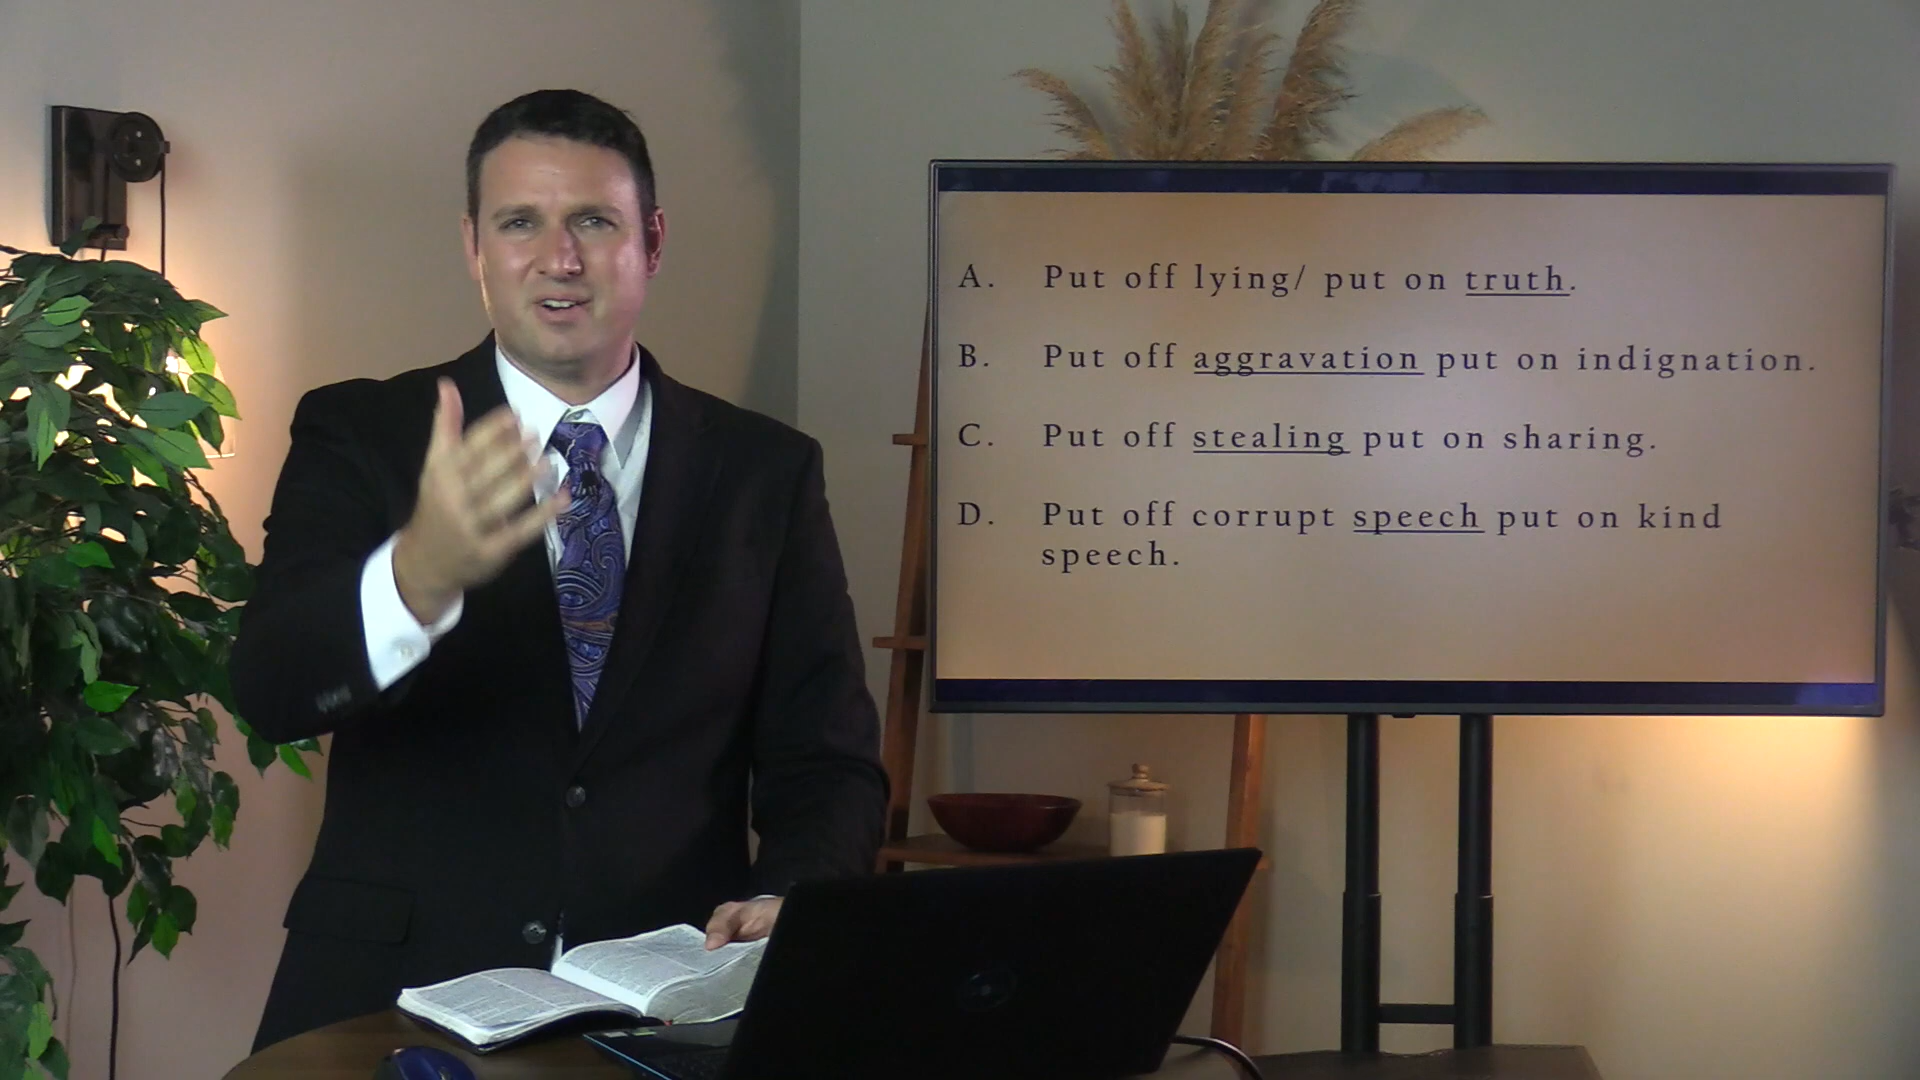 A. Put off lying/ put on truth.
B. Put off aggravation put on indignation.
C. Put off stealing put on sharing.
D. Put off corrupt speech put on kind
speech.